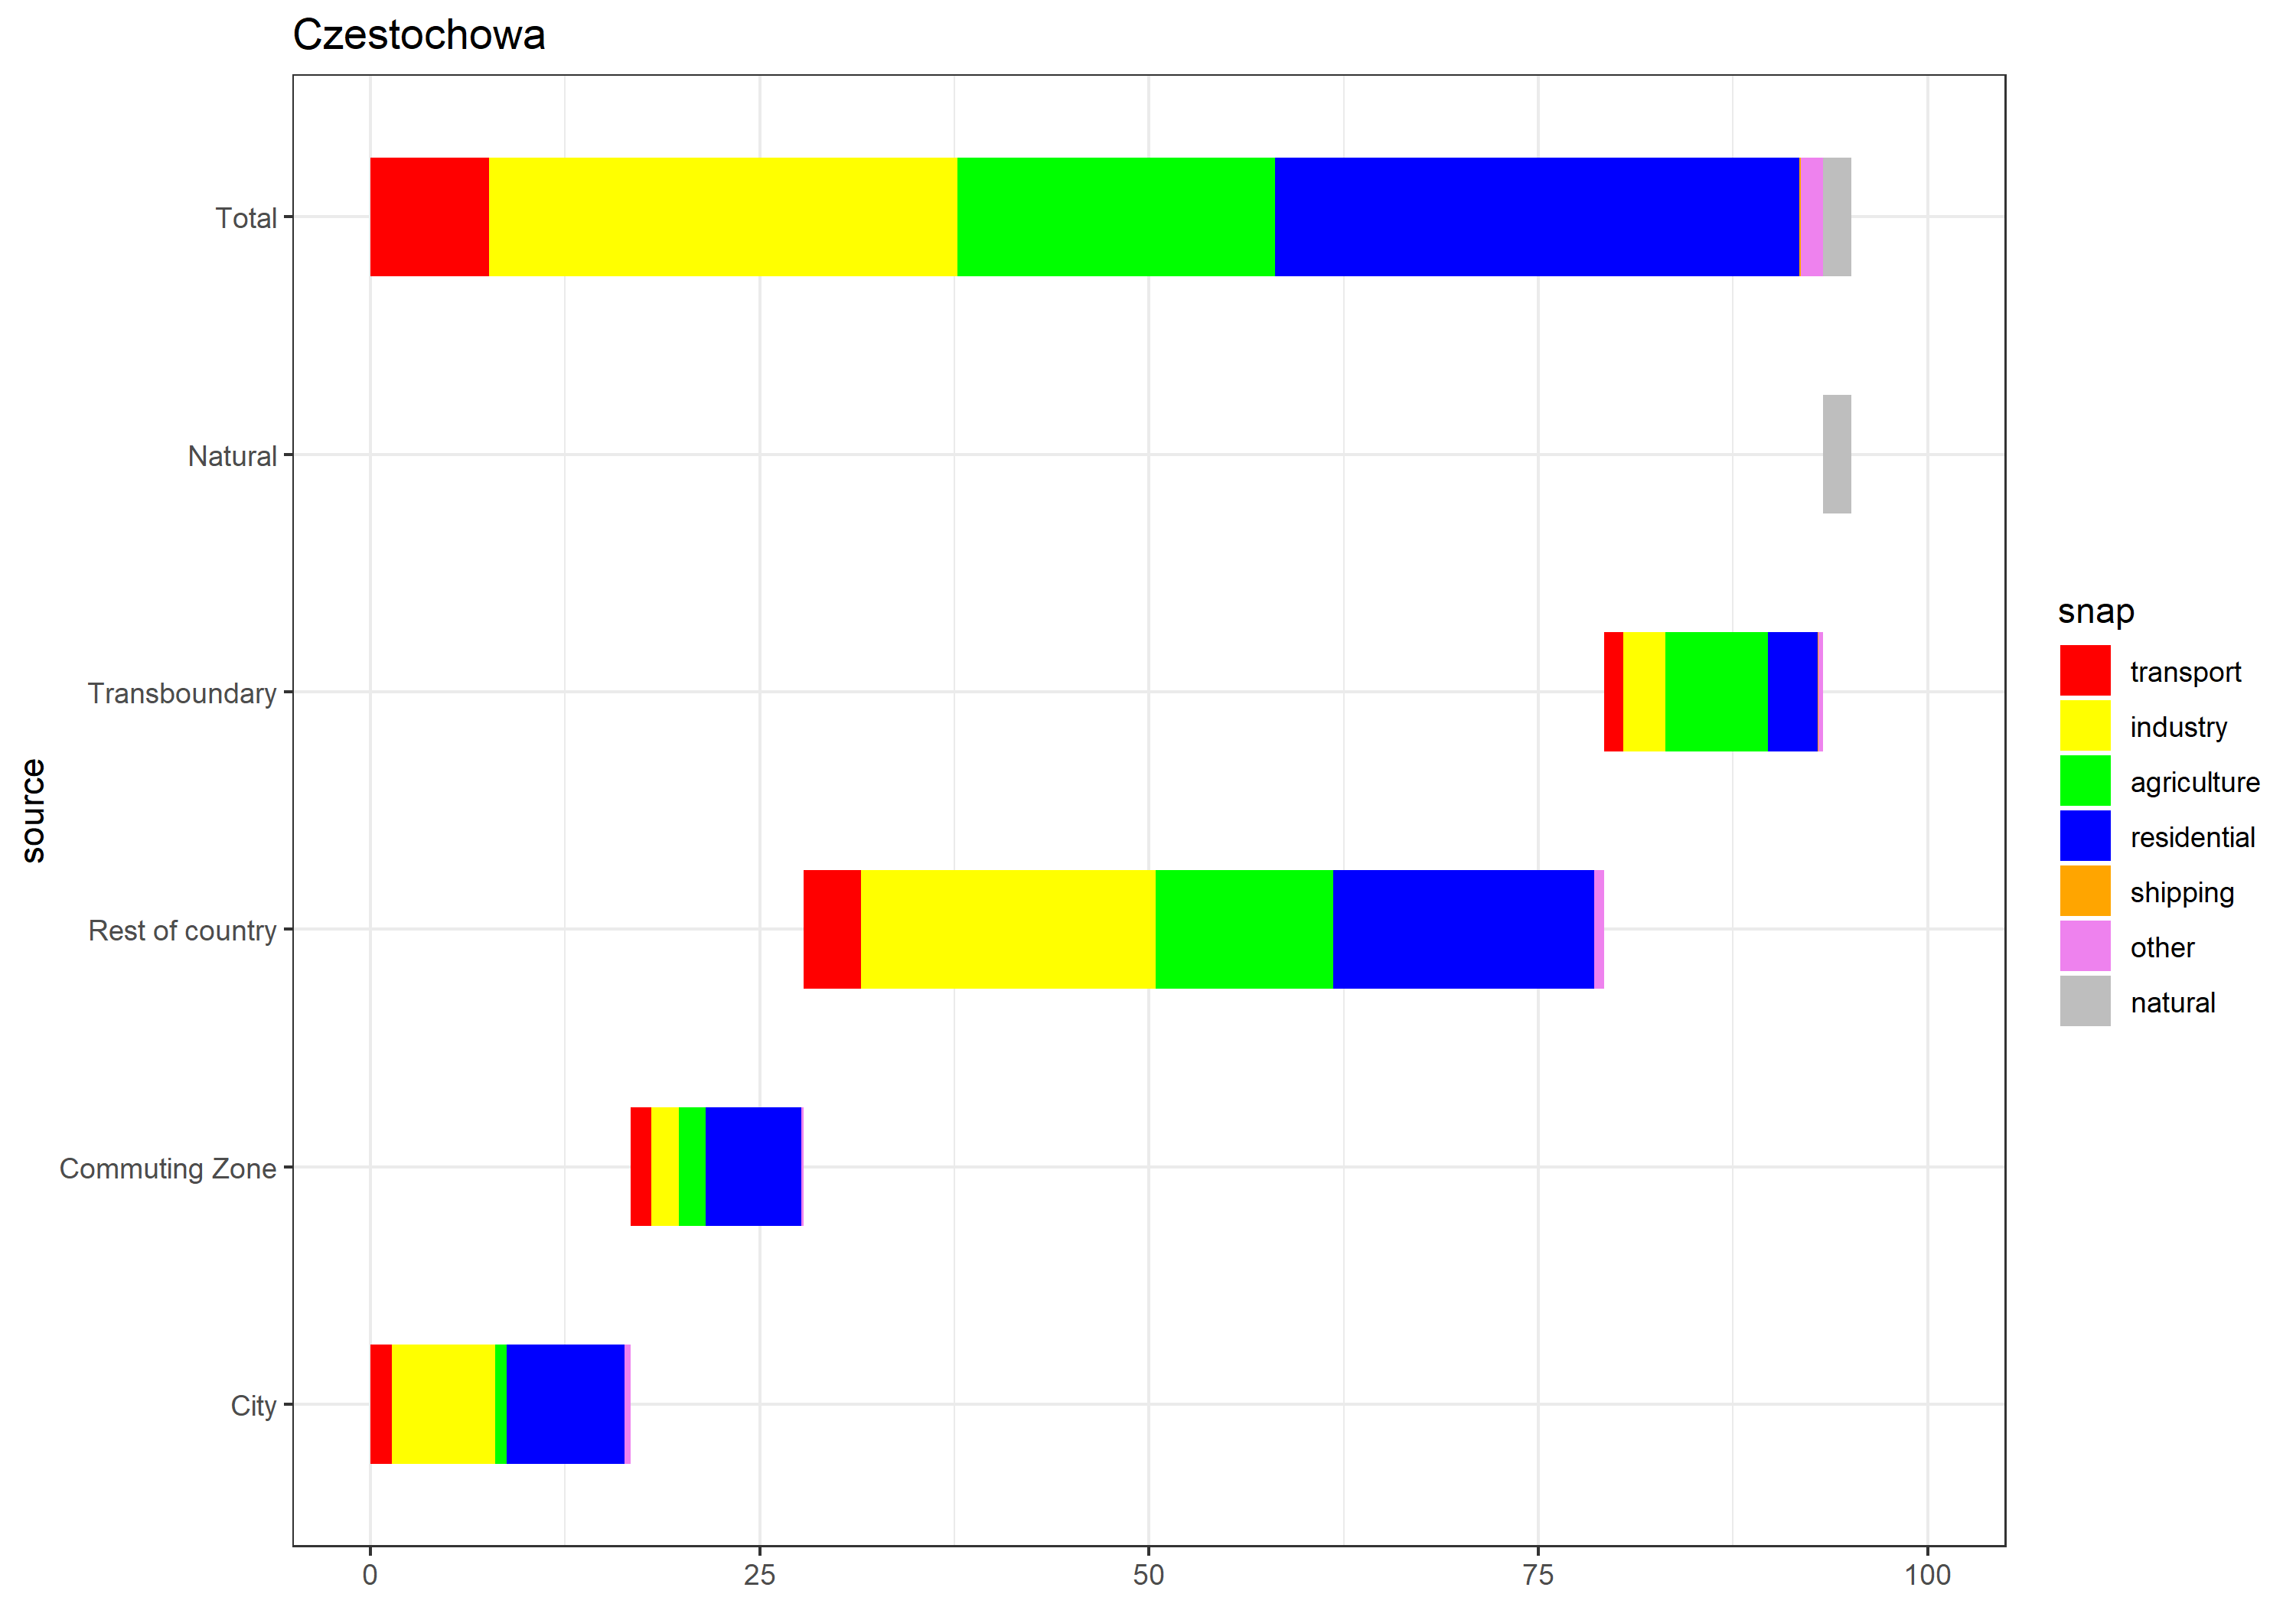 Czestochowa
Total
Natural
Transboundary
Rest of country
Commuting Zone
City
source
0
25
50
75
100
snap
transport
industry
agriculture
residential
shipping
other
natural